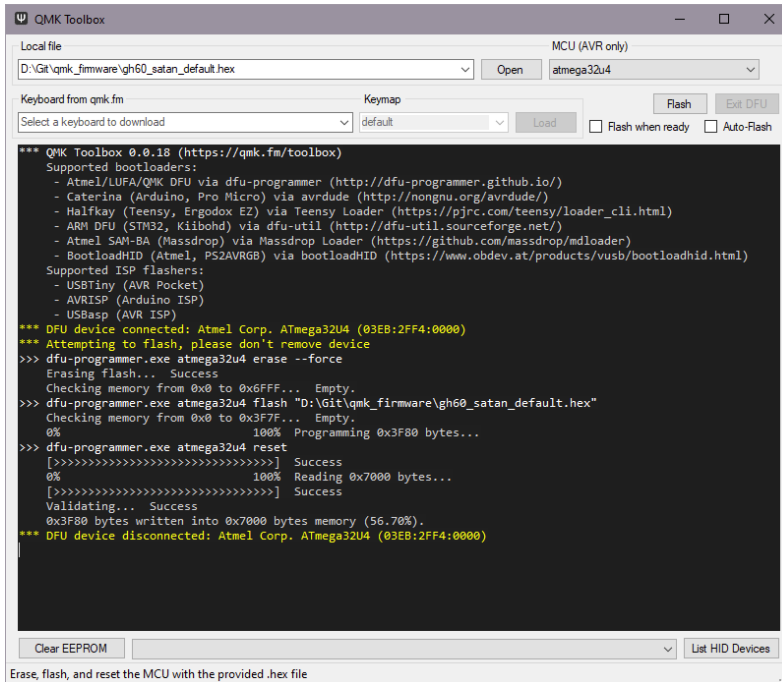 QMK Toolbox
Local file
MCU (AVR only)
D:\Git\qmk_firmware\gh60_satan_default.hex
Open
atmega32u4
Keyboard from qmk.fm
Keymap
Flash
Exit DFU
Select a keyboard to download
default
Load
Flash when ready
Auto-Flash
*** QMK Toolbox 0.0.18 (https://qmk.fm/toolbox)
Supported bootloaders:
- Atmel/LUFA/QMK DFU via dfu-programmer (http://dfu-programmer.github.io/)
- Caterina (Arduino, Pro Micro) via avrdude (http://nongnu.org/avrdude/)
- Halfkay (Teensy, Ergodox EZ) via Teensy Loader (https://pjrc.com/teensy/loader_cli.html)
- ARM DFU (STM32, Kiibohd) via dfu-util (http://dfu-util.sourceforge.net/)
- Atmel SAM-BA (Massdrop) via Massdrop Loader (https://github.com/massdrop/mdloader)
- BootloadHID (Atmel, PS2AVRGB) via bootloadHID (https://www.obdev.at/products/vusb/bootloadhid.html)
Supported ISP flashers:
- USBTiny (AVR Pocket)
- AVRISP (Arduino ISP)
- USBasp (AVR ISP)
*** DFU device connected: Atmel Corp. ATmega32U4 (03EB:2FF4:0000)
*** Attempting to flash, please don't remove device
>>> dfu-programmer.exe atmega32u4 erase --force
Erasing flash... Success
Checking memory from 0x0 to 0x6FFF... Empty.
>>> dfu-programmer.exe atmega32u4 flash "D:\Git\qmk_firmware\gh60_satan_default.hex"
Checking memory from 0x0 to 0x3F7F... Empty.
0% 100% Programming 0x3F80 bytes...
>>> dfu-programmer.exe atmega32u4 reset
[>>>>>>>>>>>>>>>>>>>>>>>>>>>>>>>>] Success
0% 100% Reading 0x7000 bytes...
[>>>>>>>>>>>>>>>>>>>>>>>>>>>>>>>>] Success
Validating... Success
0x3F80 bytes written into 0x7000 bytes memory (56.70%).
*** DFU device disconnected: Atmel Corp. ATmega32U4 (03EB:2FF4:0000)
Clear EEPROM
List HID Devices
Erase, flash, and reset the MCU with the provided .hex file